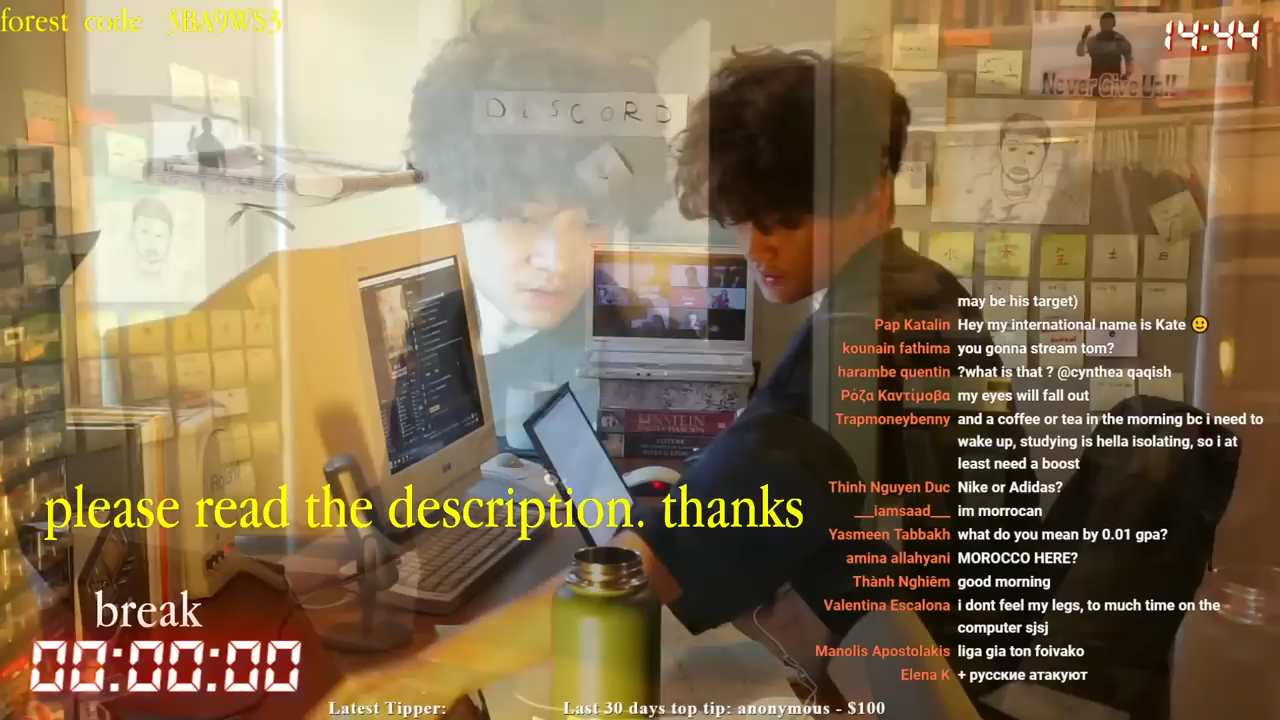 forest code 3BA9WS3
14:44
Never Give Up!!
DISCORD
may be his target)
Pap Katalin Hey my international name is Kate 😀
kounain fathima you gonna stream tom?
harambe quentin ?what is that ? @cynthea qaqish
Ρόζα Καντίμοβα my eyes will fall out
Trapmoneybenny and a coffee or tea in the morning bc i need to
wake up, studying is hella isolating, so i at
least need a boost
Thinh Nguyen Duc Nike or Adidas?
__iamsaad__ im morrocan
Yasmeen Tabbakh what do you mean by 0.01 gpa?
amina allahyani MOROCCO HERE?
Thành Nghiêm good morning
Valentina Escalona i dont feel my legs, to much time on the
computer sjsj
Manolis Apostolakis liga gia ton foivako
Elena K + русские атакуют
木 金 土 日
please read the description. thanks
break
00:00:00
Latest Tipper:
Last 30 days top tip: anonymous - $100